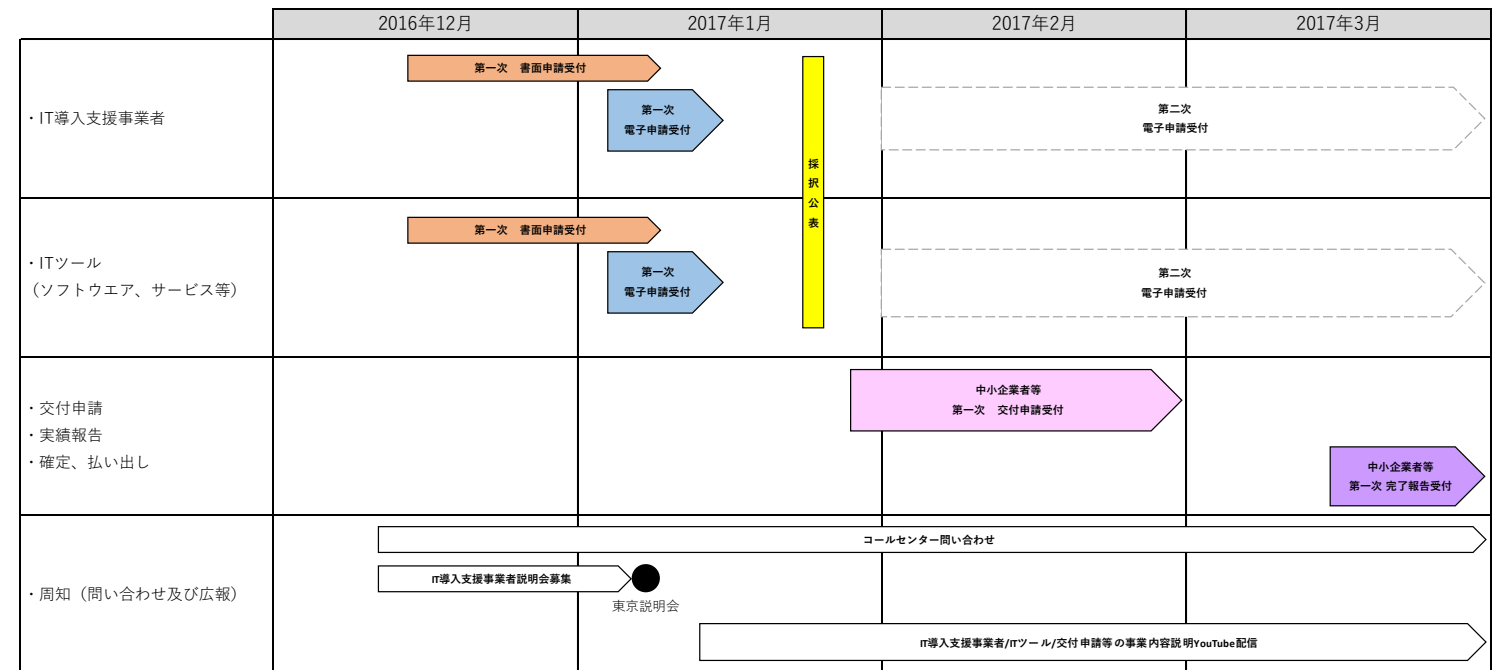 2016年12月
2017年1月
2017年2月
2017年3月
・IT導入支援事業者
第一次　書面申請受付
第一次
電子申請受付
採択公表
第二次
電子申請受付
・ITツール
（ソフトウエア、サービス等）
第一次　書面申請受付
第一次
電子申請受付
第二次
電子申請受付
・交付申請
・実績報告
・確定、払い出し
中小企業者等
第一次　交付申請受付
中小企業者等
第一次 完了報告受付
・周知（問い合わせ及び広報）
コールセンター問い合わせ
IT導入支援事業者説明会募集
東京説明会
IT導入支援事業者/ITツール/交付申請等の事業内容説明YouTube配信